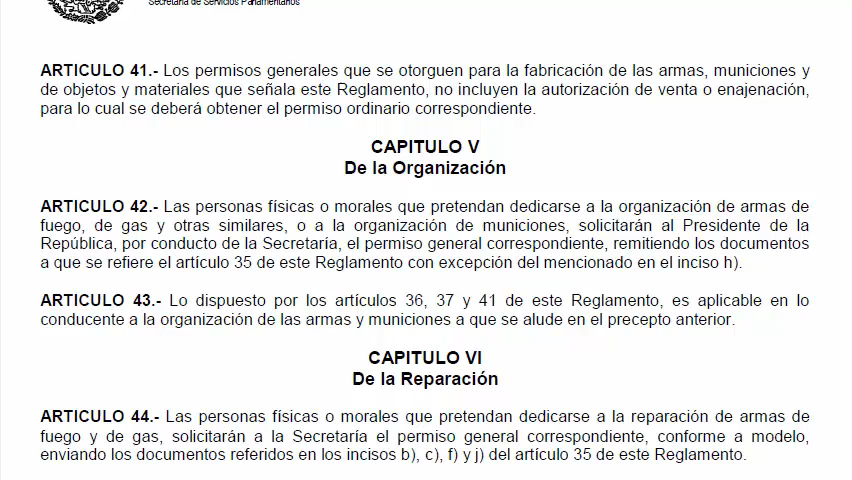 Secretaría de Servicios Parlamentarios
ARTICULO 41.- Los permisos generales que se otorguen para la fabricación de las armas, municiones y
de objetos y materiales que señala este Reglamento, no incluyen la autorización de venta o enajenación,
para lo cual se deberá obtener el permiso ordinario correspondiente.
CAPITULO V
De la Organización
ARTICULO 42.- Las personas físicas o morales que pretendan dedicarse a la organización de armas de
fuego, de gas y otras similares, o a la organización de municiones, solicitarán al Presidente de la
República, por conducto de la Secretaría, el permiso general correspondiente, remitiendo los documentos
a que se refiere el artículo 35 de este Reglamento con excepción del mencionado en el inciso h).
ARTICULO 43.- Lo dispuesto por los artículos 36, 37 y 41 de este Reglamento, es aplicable en lo
conducente a la organización de las armas y municiones a que se alude en el precepto anterior.
CAPITULO VI
De la Reparación
ARTICULO 44.- Las personas físicas o morales que pretendan dedicarse a la reparación de armas de
fuego y de gas, solicitarán a la Secretaría el permiso general correspondiente, conforme a modelo,
enviando los documentos referidos en los incisos b), c), f) y j) del artículo 35 de este Reglamento.